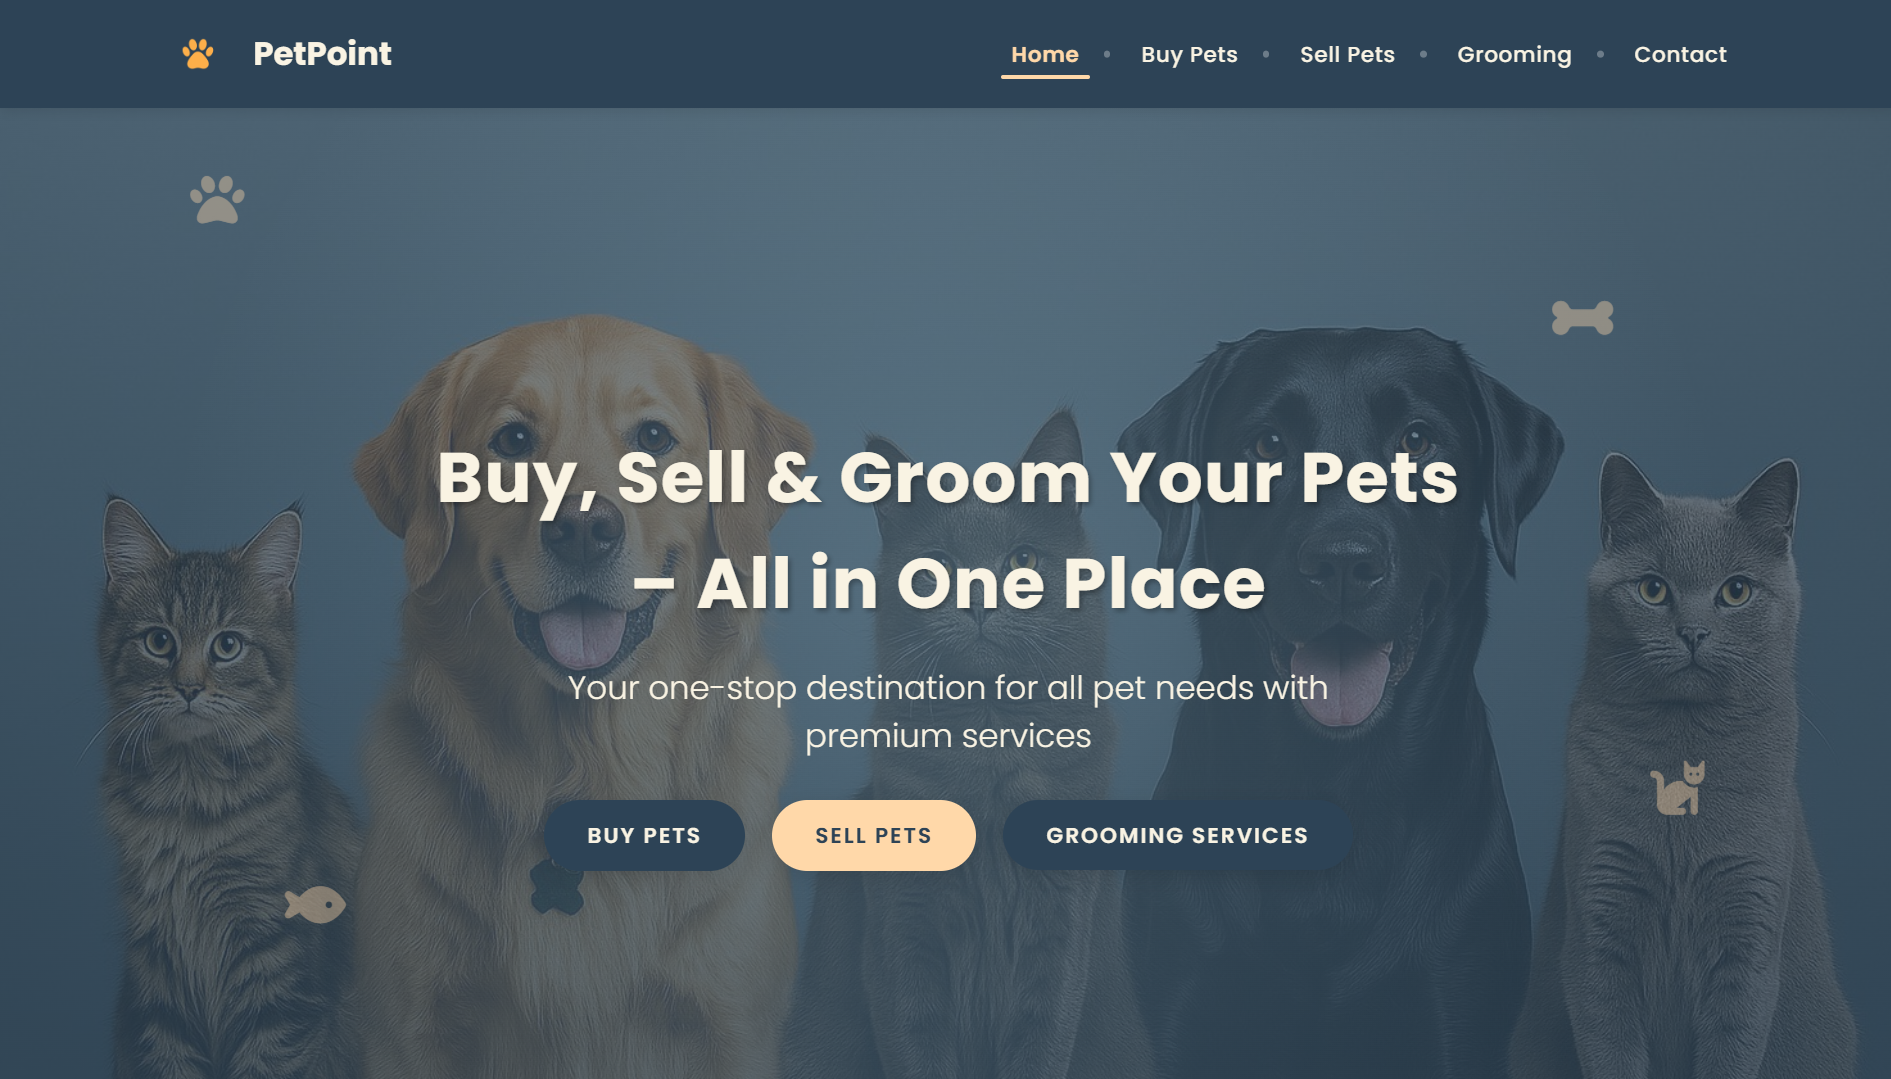 PetPoint
Home • Buy Pets • Sell Pets • Grooming • Contact
Buy, Sell & Groom Your Pets
– All in One Place
Your one-stop destination for all pet needs with
premium services
BUY PETS
SELL PETS
GROOMING SERVICES